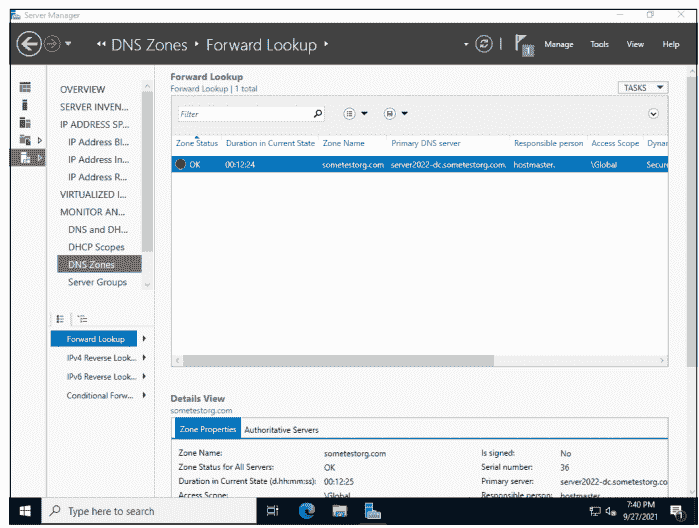 Server Manager
DNS Zones Forward Lookup
1 Manage Tools View Help
OVERVIEW
SERVER INVEN...
IP ADDRESS SP...
IP Address Bl...
IP Address In...
IP Address R...
VIRTUALIZED I...
MONITOR AN...
DNS and DH...
DHCP Scopes
DNS Zones
Server Groups
Forward Lookup
IPv4 Reverse Look...
IPv6 Reverse Look...
Conditional Forw...
Forward Lookup
Forward Lookup | 1 total
TASKS
Filter
Zone Status Duration in Current State Zone Name Primary DNS server Responsible person Access Scope Dynar
OK 00:12:24 sometestorg.com server2022-dc.sometestorg.com. hostmaster. \Global Secure
Details View
sometestorg.com
Zone Properties Authoritative Servers
Zone Name: sometestorg.com Is signed: No
Zone Status for All Servers: OK Serial number: 36
Duration in Current State (d.hh:mm:ss): 00:12:25 Primary server: server2022-dc.sometestorg.co
Access Scope: \Global Responsible person: hostmaster
Type here to search
7:40 PM
9/27/2021
1